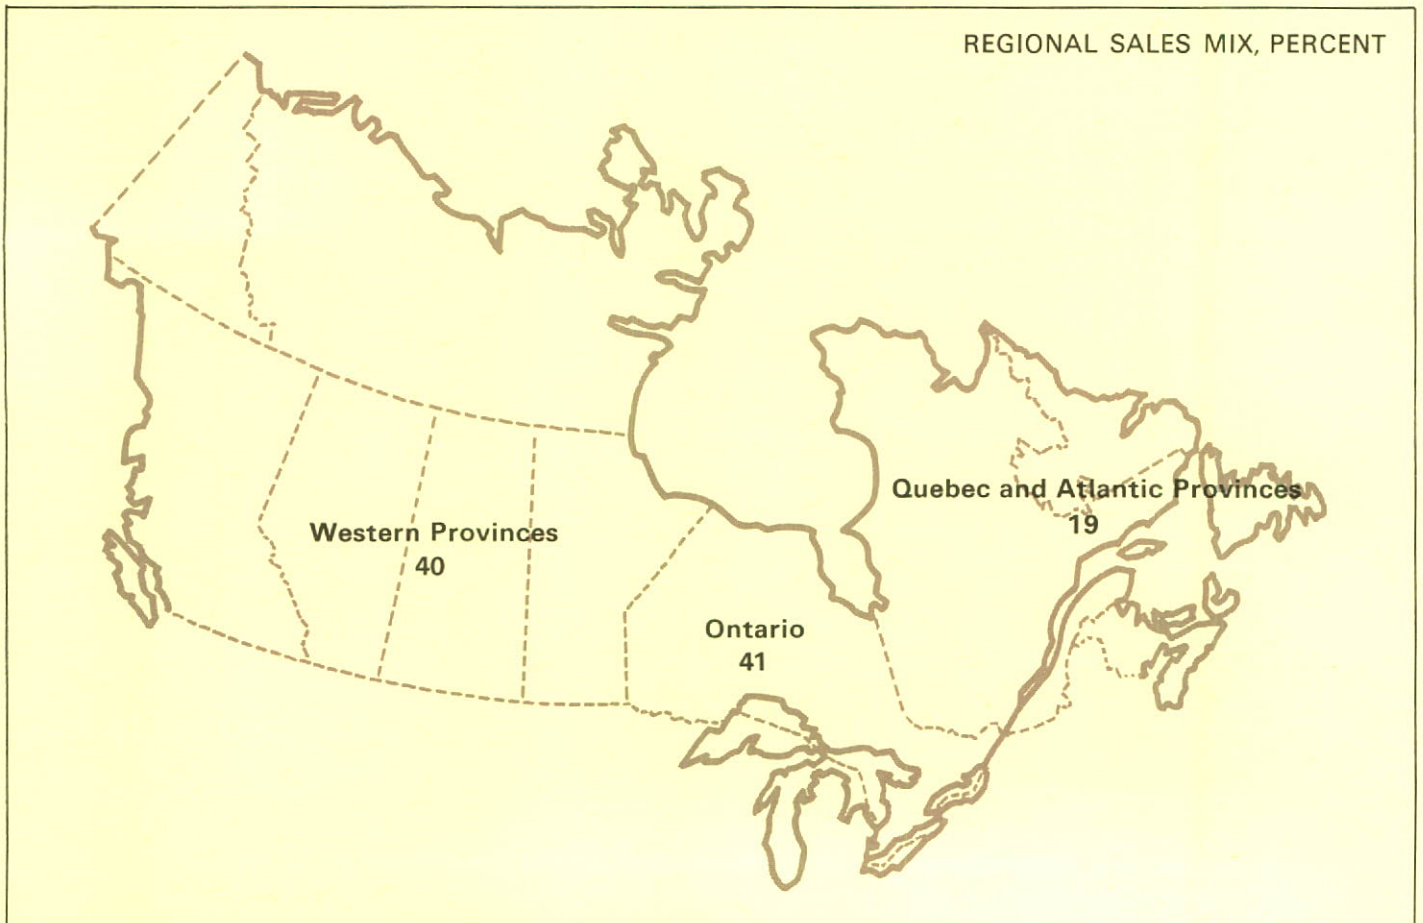 REGIONAL SALES MIX, PERCENT
Quebec and Atlantic Provinces
19
Western Provinces
40
Ontario
41